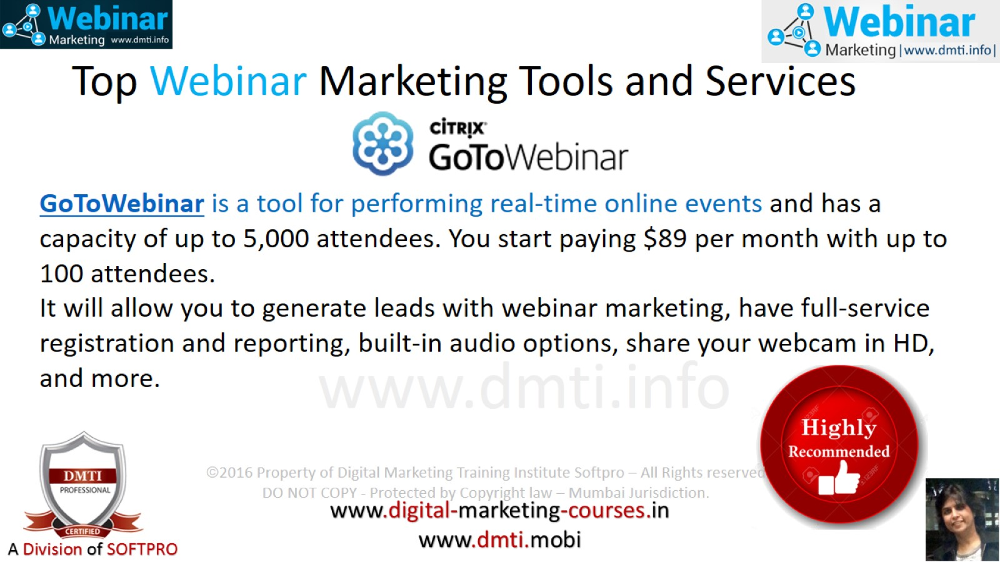 Webinar
Marketing www.dmti.info
Webinar
Marketing|www.dmti.info|
Top Webinar Marketing Tools and Services
CiTRIX®
GoToWebinar
GoToWebinar is a tool for performing real-time online events and has a
capacity of up to 5,000 attendees. You start paying $89 per month with up to
100 attendees.
It will allow you to generate leads with webinar marketing, have full-service
registration and reporting, built-in audio options, share your webcam in HD,
and more.
www.dmti.info
Highly
Recommended
123RF
123RF
DMTI
PROFESSIONAL
CERTIFIED
A Division of SOFTPRO
©2016 Property of Digital Marketing Training Institute Softpro – All Rights reserved
DO NOT COPY - Protected by Copyright law – Mumbai Jurisdiction.
www.digital-marketing-courses.in
www.dmti.mobi